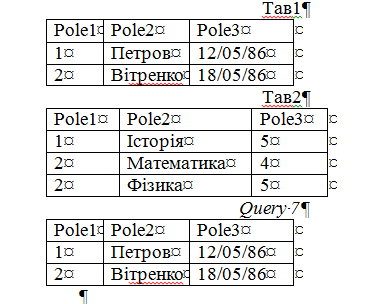 Тав1¶
Pole1¤ Pole2¤ Pole3¤ ¤
1¤ Петров¤ 12/05/86¤ ¤
2¤ Вітренко¤ 18/05/86¤ ¤
Тав2¶
Pole1¤ Pole2¤ Pole3¤ ¤
1¤ Історія¤ 5¤ ¤
2¤ Математика¤ 4¤ ¤
2¤ Фізика¤ 5¤ ¤
Query·7¶
Pole1¤ Pole2¤ Pole3¤ ¤
1¤ Петров¤ 12/05/86¤ ¤
2¤ Вітренко¤ 18/05/86¤ ¤
¶